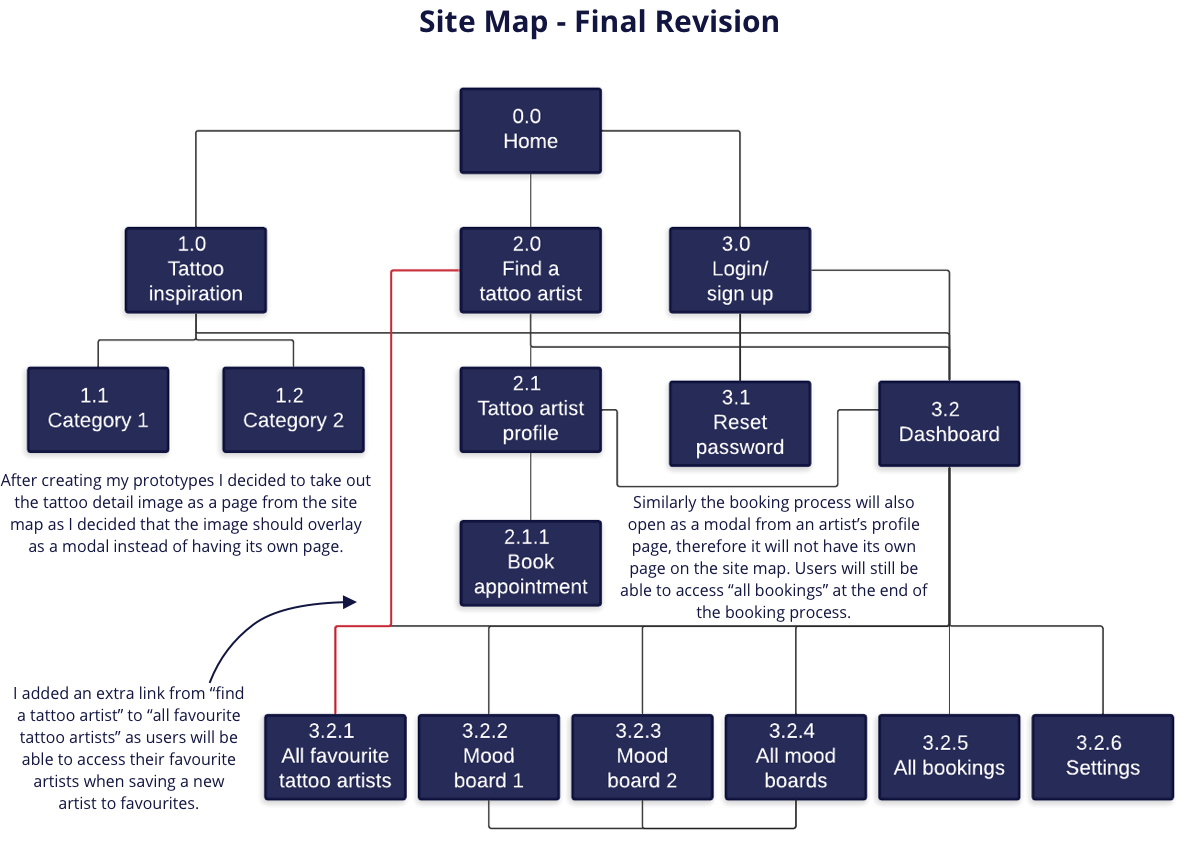 Site Map - Final Revision
0.0
Home
1.0
Tattoo
inspiration
2.0
Find a
tattoo artist
3.0
Login/
sign up
1.1
Category 1
1.2
Category 2
2.1
Tattoo artist
profile
3.1
Reset
password
3.2
Dashboard
After creating my prototypes I decided to take out
the tattoo detail image as a page from the site
map as I decided that the image should overlay
as a modal instead of having its own page.
2.1.1
Book
appointment
Similarly the booking process will also
open as a modal from an artist’s profile
page, therefore it will not have its own
page on the site map. Users will still be
able to access “all bookings” at the end of
the booking process.
I added an extra link from “find
a tattoo artist” to “all favourite
tattoo artists” as users will be
able to access their favourite
artists when saving a new
artist to favourites.
3.2.1
All favourite
tattoo artists
3.2.2
Mood
board 1
3.2.3
Mood
board 2
3.2.4
All mood
boards
3.2.5
All bookings
3.2.6
Settings